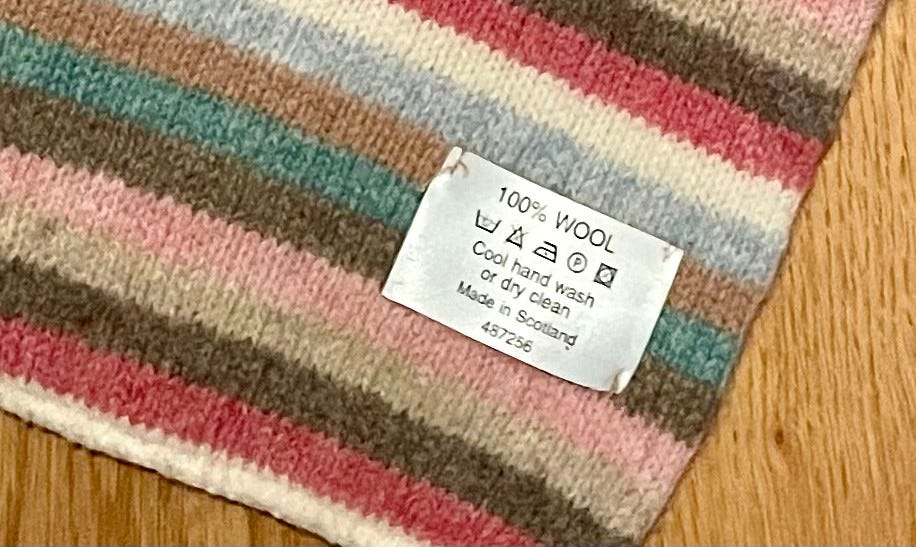 100% WOOL
Cool hand wash
or dry clean
Made in Scotland
487256